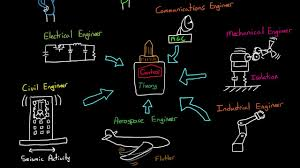 Communications Engineer
Electrical Engineer
Mechanical Engineer
Control
Theory
Isolation
Civil Engineer
Seismic Activity
Aerospace Engineer
Flutter
Industrial Engineer